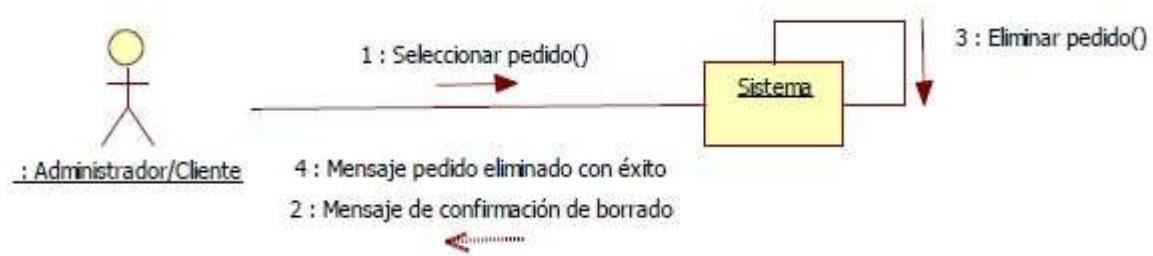 1 : Seleccionar pedido()
3 : Eliminar pedido()
Sistema
: Administrador/Cliente
4 : Mensaje pedido eliminado con éxito
2 : Mensaje de confirmación de borrado